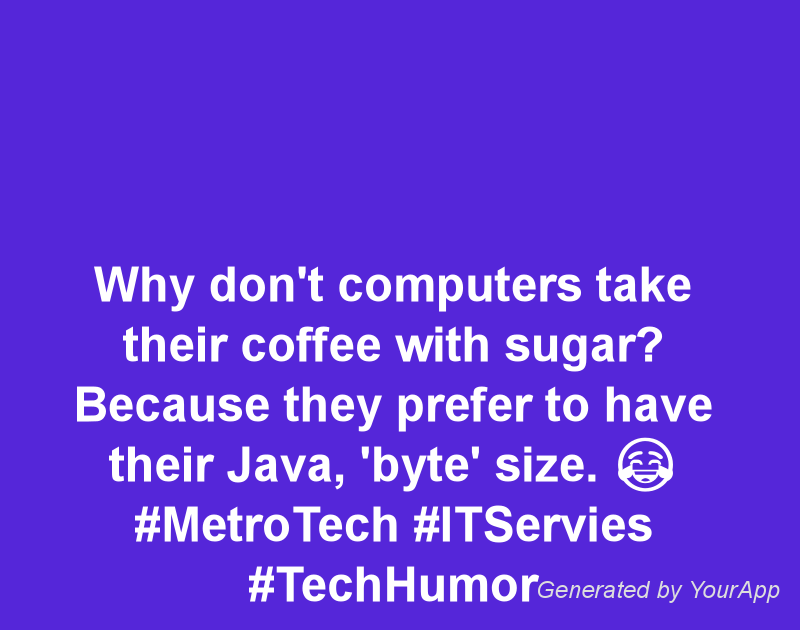 Why don't computers take
their coffee with sugar?
Because they prefer to have
their Java, 'byte' size. 😂
#MetroTech #ITServies
#TechHumor
Generated by YourApp